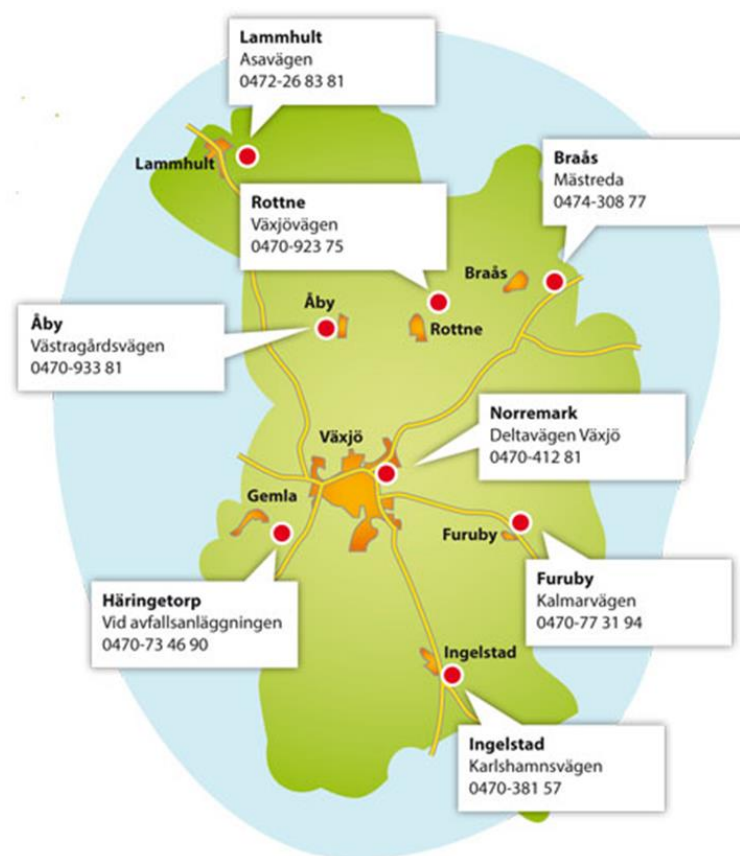 Lammhult
Asavägen
0472-26 83 81
Lammhult
Braås
Mästreda
0474-308 77
Rottne
Växjövägen
0470-923 75
Braås
Åby
Rottne
Åby
Västragårdsvägen
0470-933 81
Norremark
Deltavägen Växjö
0470-412 81
Växjö
Gemla
Furuby
Furuby
Kalmarvägen
0470-77 31 94
Häringetorp
Vid avfallsanläggningen
0470-73 46 90
Ingelstad
Ingelstad
Karlshamnsvägen
0470-381 57